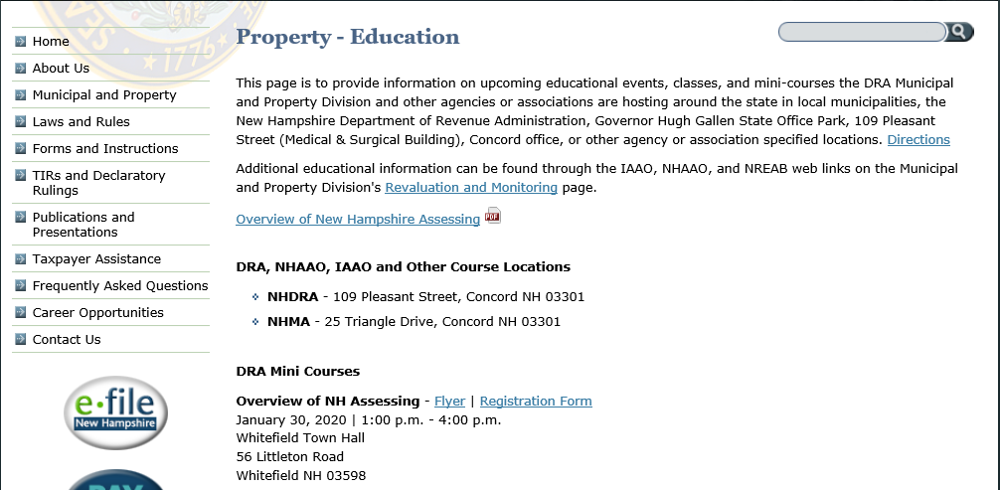 SEAL
1776
Home
About Us
Municipal and Property
Laws and Rules
Forms and Instructions
TIRs and Declaratory
Rulings
Publications and
Presentations
Taxpayer Assistance
Frequently Asked Questions
Career Opportunities
Contact Us
e·file
New Hampshire
PAY
Property - Education
This page is to provide information on upcoming educational events, classes, and mini-courses the DRA Municipal
and Property Division and other agencies or associations are hosting around the state in local municipalities, the
New Hampshire Department of Revenue Administration, Governor Hugh Gallen State Office Park, 109 Pleasant
Street (Medical & Surgical Building), Concord office, or other agency or association specified locations. Directions
Additional educational information can be found through the IAAO, NHAAO, and NREAB web links on the Municipal
and Property Division's Revaluation and Monitoring page.
Overview of New Hampshire Assessing PDF
DRA, NHAAO, IAAO and Other Course Locations
NHDRA - 109 Pleasant Street, Concord NH 03301
NHMA - 25 Triangle Drive, Concord NH 03301
DRA Mini Courses
Overview of NH Assessing - Flyer | Registration Form
January 30, 2020 | 1:00 p.m. - 4:00 p.m.
Whitefield Town Hall
56 Littleton Road
Whitefield NH 03598